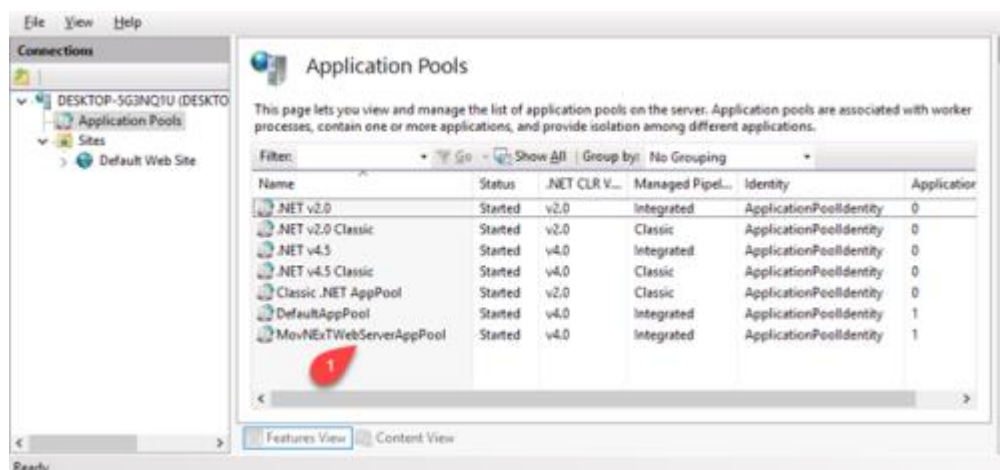 File View Help
Connections
DESKTOP-5G3NQ1U (DESKTO
Application Pools
Sites
Default Web Site
Application Pools
This page lets you view and manage the list of application pools on the server. Application pools are associated with worker
processes, contain one or more applications, and provide isolation among different applications.
Filter: Go Show All Group by: No Grouping
Name Status .NET CLR V... Managed Pipel... Identity Application
.NET v2.0 Started v2.0 Integrated ApplicationPoolIdentity 0
.NET v2.0 Classic Started v2.0 Classic ApplicationPoolIdentity 0
.NET v4.5 Started v4.0 Integrated ApplicationPoolIdentity 0
.NET v4.5 Classic Started v4.0 Classic ApplicationPoolIdentity 0
Classic .NET AppPool Started v2.0 Classic ApplicationPoolIdentity 0
DefaultAppPool Started v4.0 Integrated ApplicationPoolIdentity 1
MovNExTWebServerAppPool Started v4.0 Integrated ApplicationPoolIdentity 1
1
Features View Content View
Ready